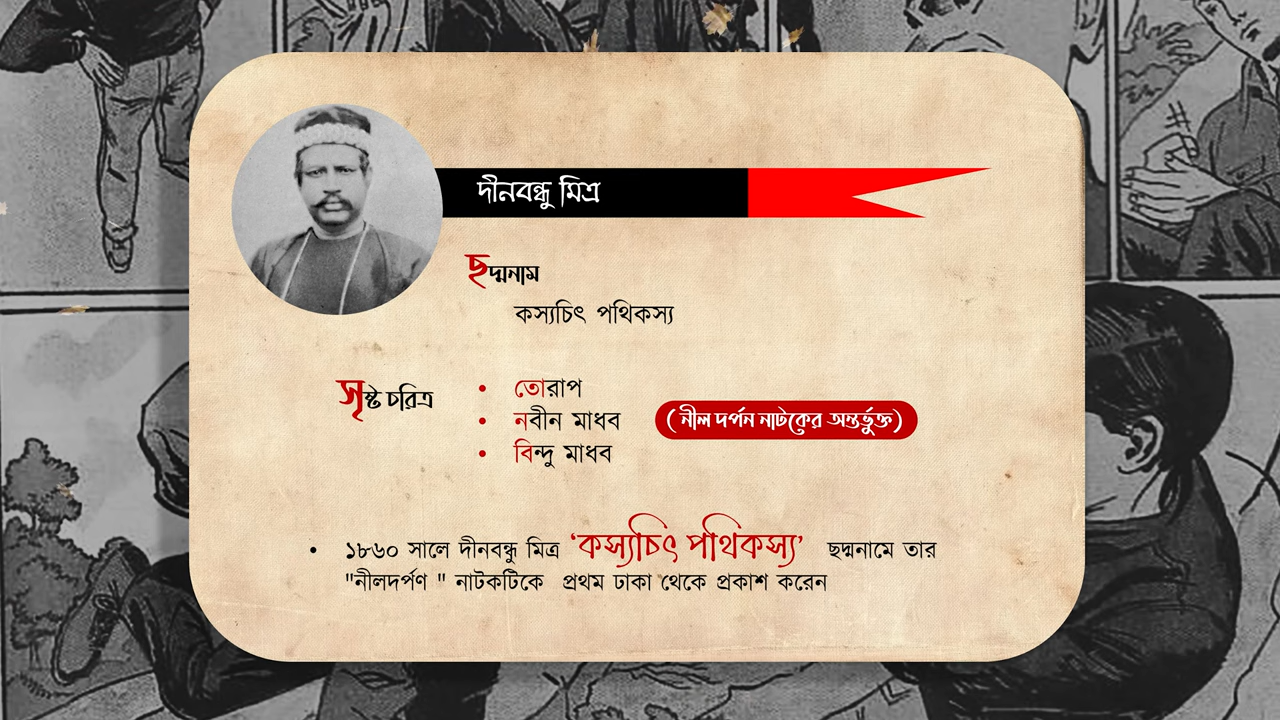 দীনবন্ধু মিত্র
ছদ্মনাম
কস্যচিৎ পথিকস্য
সৃষ্ট চরিত্র
• তোরাপ
• নবীন মাধব
(নীল দর্পন নাটকের অন্তর্ভুক্ত)
• বিন্দু মাধব
• ১৮৬০ সালে দীনবন্ধু মিত্র ‘কস্যচিৎ পথিকস্য’ ছদ্মনামে তার
"নীলদর্পণ " নাটকটিকে প্রথম ঢাকা থেকে প্রকাশ করেন